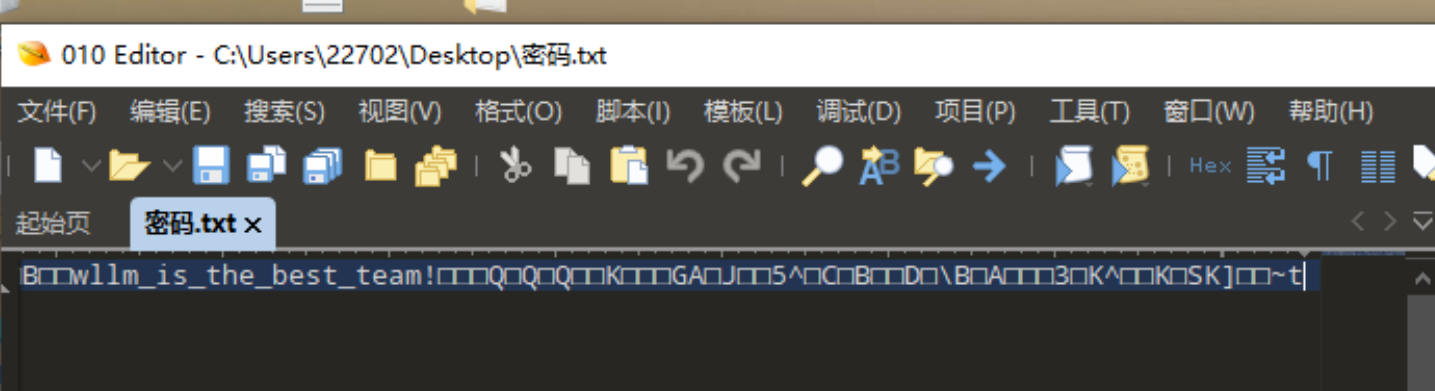 010 Editor - C:\Users\22702\Desktop\密码.txt
文件(F) 编辑(E) 搜索(S) 视图(V) 格式(O) 脚本(I) 模板(L) 调试(D) 项目(P) 工具(T) 窗口(W) 帮助(H)
Hex
起始页 密码.txt ×
B□□wllm_is_the_best_team!□□□Q□Q□Q□□K□□□GA□J□□5^□C□B□□D□\B□A□□□3□K^□□K□SK]□□~t